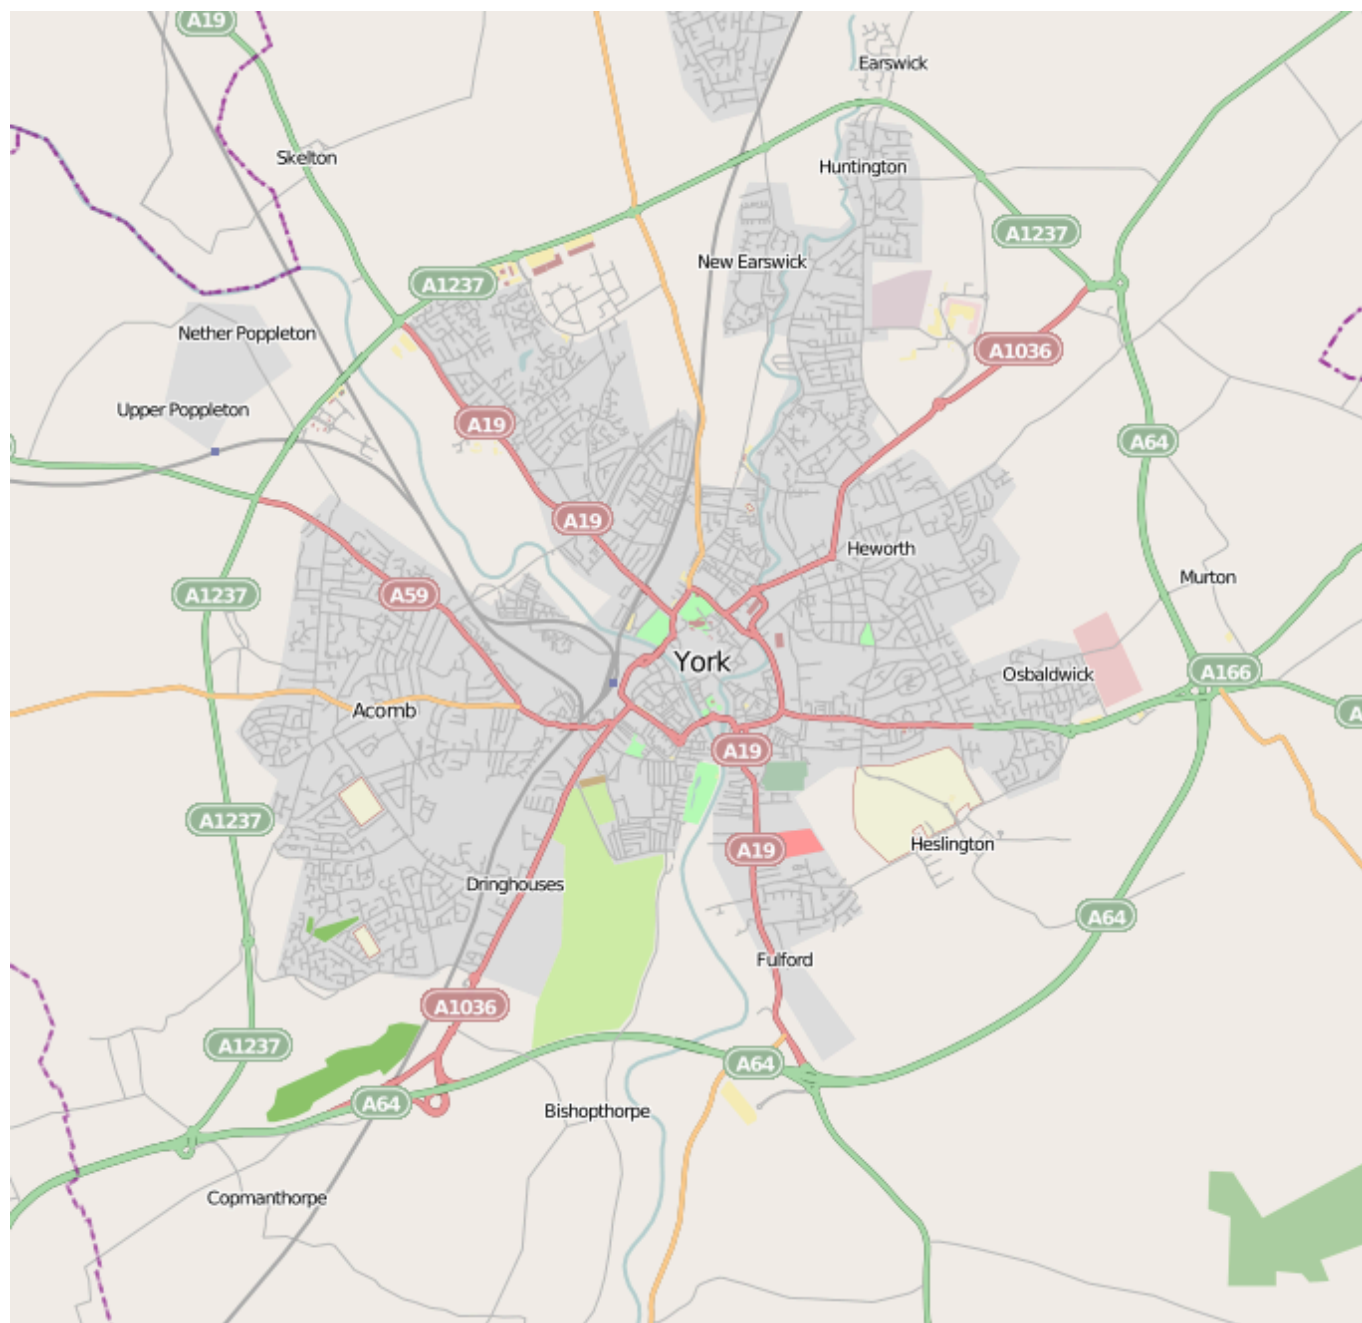 A19
Earswick
Skelton
Huntington
A1237
New Earswick
A1237
Nether Poppleton
A1036
Upper Poppleton
A19
A64
A19
Heworth
Murton
A1237
A59
York
A166
Osbaldwick
Acomb
A
A19
A1237
A19
Heslington
Dringhouses
A64
Fulford
A1036
A1237
A64
A64
Bishopthorpe
Copmanthorpe